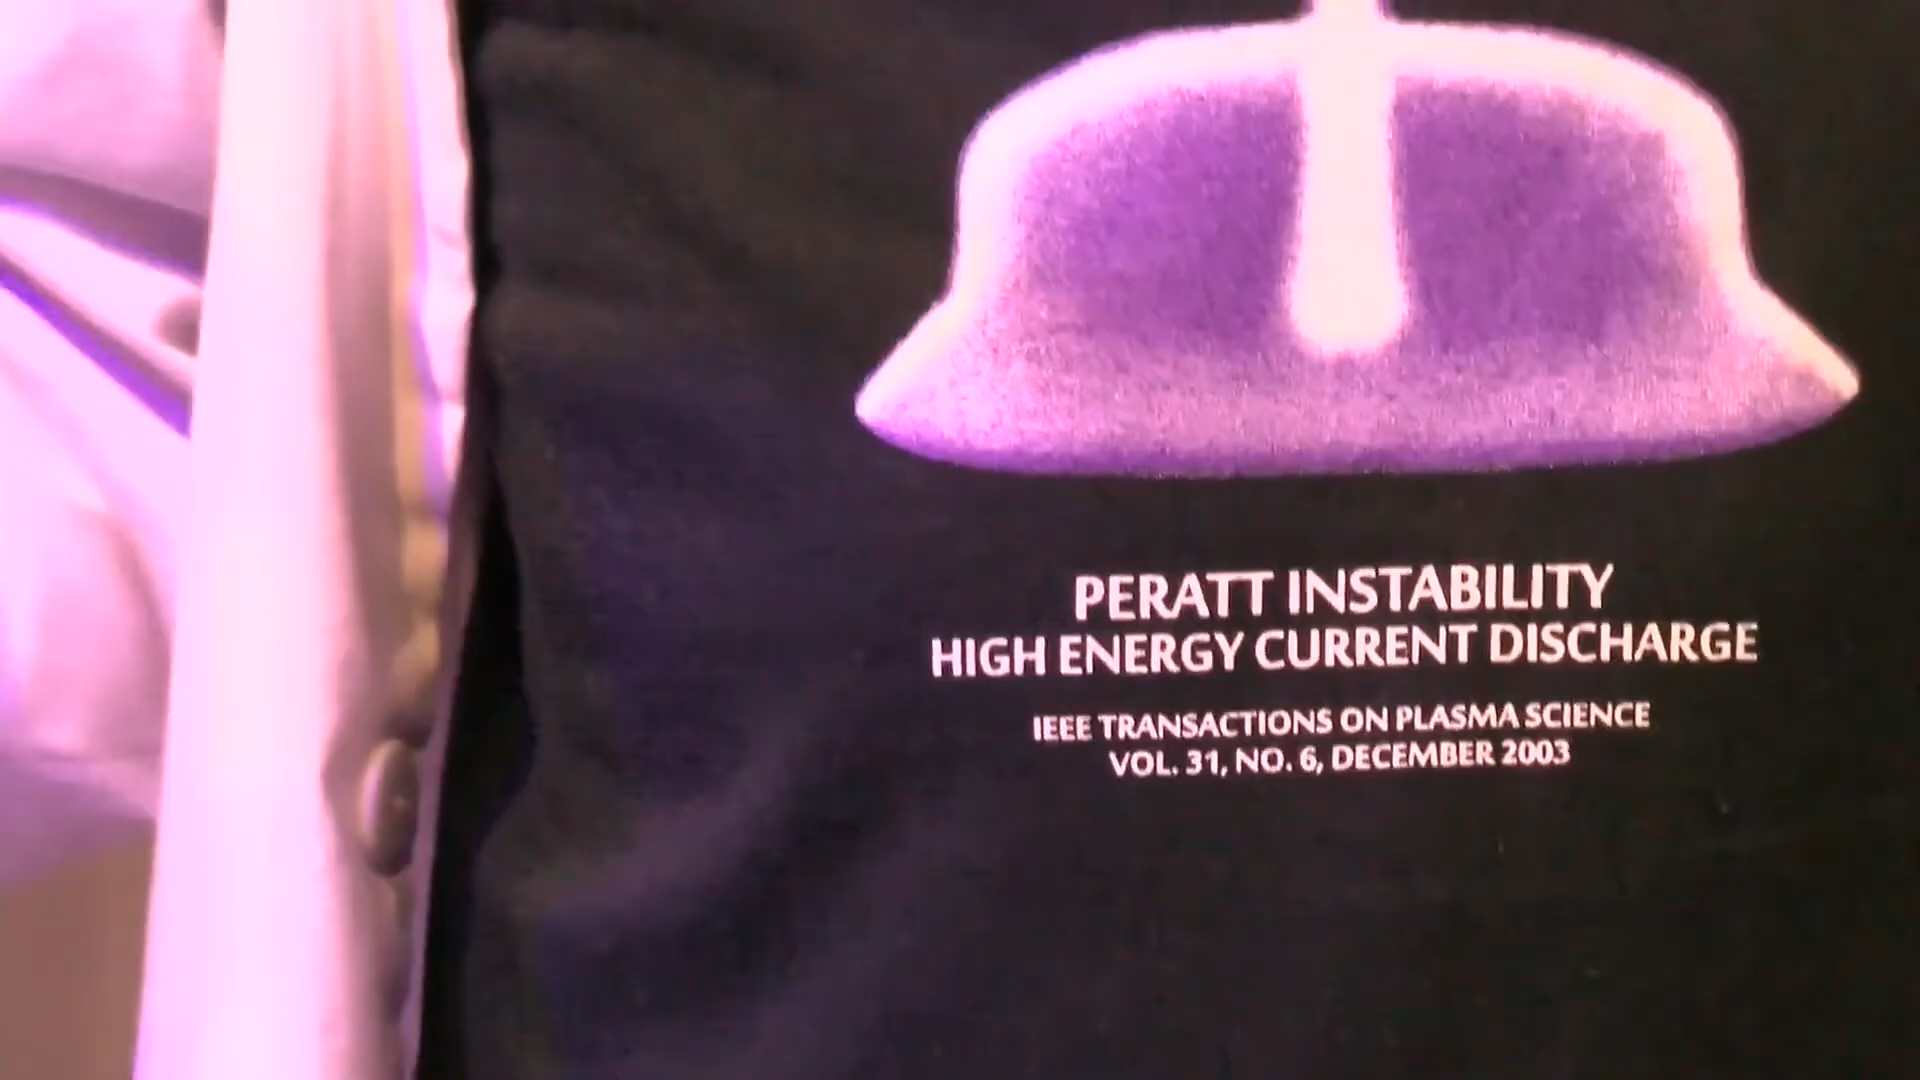 PERATT INSTABILITY
HIGH ENERGY CURRENT DISCHARGE
IEEE TRANSACTIONS ON PLASMA SCIENCE
VOL. 31, NO. 6, DECEMBER 2003